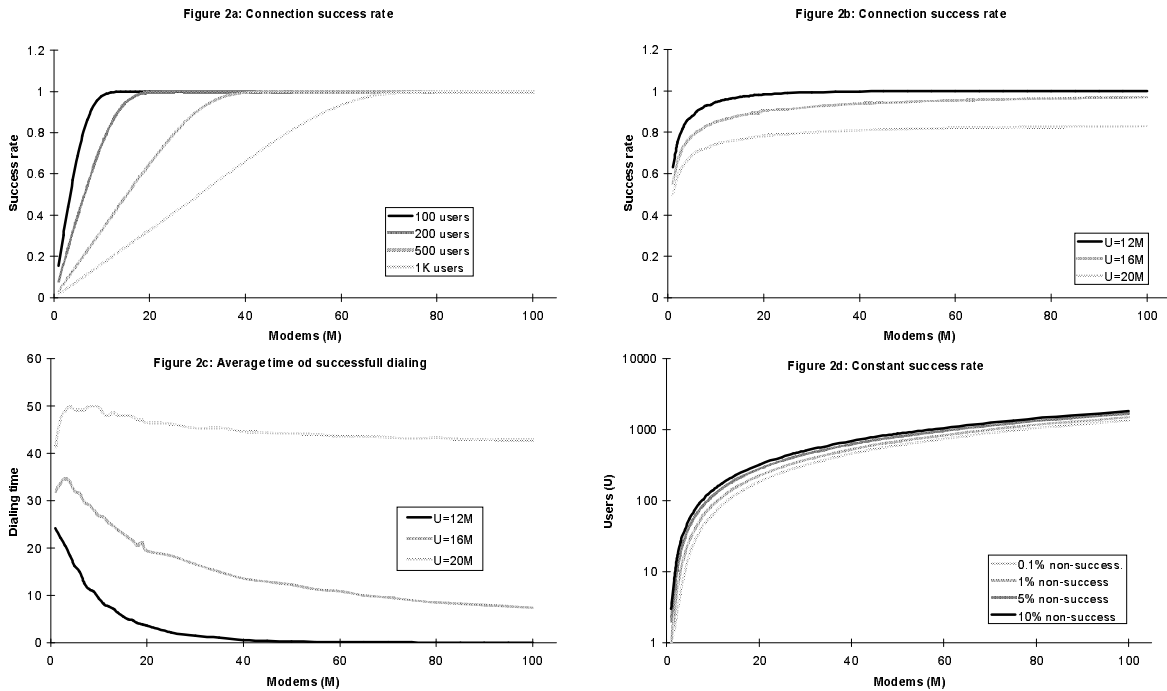 Figure 2a: Connection success rate
1.2
1
0.8
0.6
0.4
0.2
0
Success rate
0 20 40 60 80 100
Modems (M)
100 users
200 users
500 users
1K users
Figure 2b: Connection success rate
1.2
1
0.8
0.6
0.4
0.2
0
Success rate
0 20 40 60 80 100
Modems (M)
U=12M
U=16M
U=20M
Figure 2c: Average time od successfull dialing
60
50
40
30
20
10
0
Dialing time
0 20 40 60 80 100
Modems (M)
U=12M
U=16M
U=20M
Figure 2d: Constant success rate
10000
1000
100
10
1
Users (U)
0 20 40 60 80 100
Modems (M)
0.1% non-success.
1% non-success
5% non-success
10% non-success